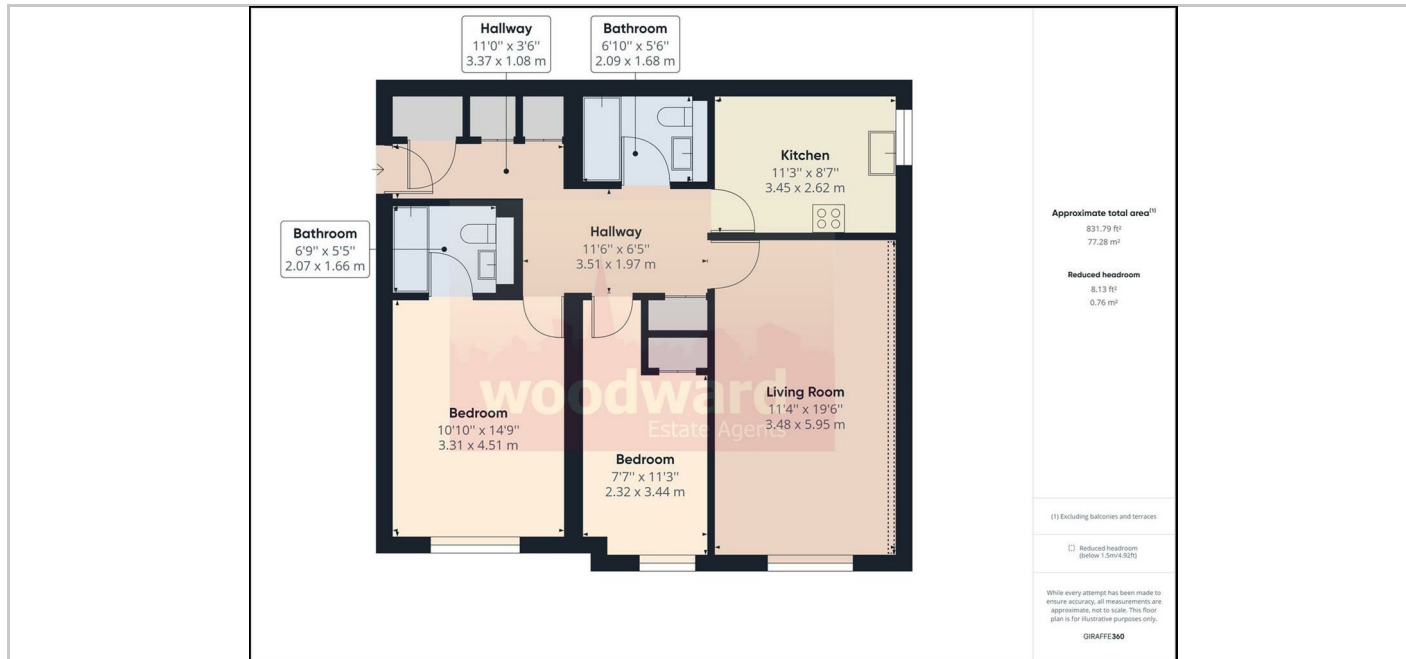 Hallway
11'0'' x 3'6''
3.37 x 1.08 m
Bathroom
6'10'' x 5'6''
2.09 x 1.68 m
Kitchen
11'3'' x 8'7''
3.45 x 2.62 m
Bathroom
6'9'' x 5'5''
2.07 x 1.66 m
Hallway
11'6'' x 6'5''
3.51 x 1.97 m
woodward
Estate Agents
Bedroom
10'10'' x 14'9''
3.31 x 4.51 m
Bedroom
7'7'' x 11'3''
2.32 x 3.44 m
Living Room
11'4'' x 19'6''
3.48 x 5.95 m
Approximate total area(1)
831.79 ft²
77.28 m²
Reduced headroom
8.13 ft²
0.76 m²
(1) Excluding balconies and terraces
Reduced headroom
(below 1.5m/4.92ft)
While every attempt has been made to
ensure accuracy, all measurements are
approximate, not to scale. This floor
plan is for illustrative purposes only.
GIRAFFE360